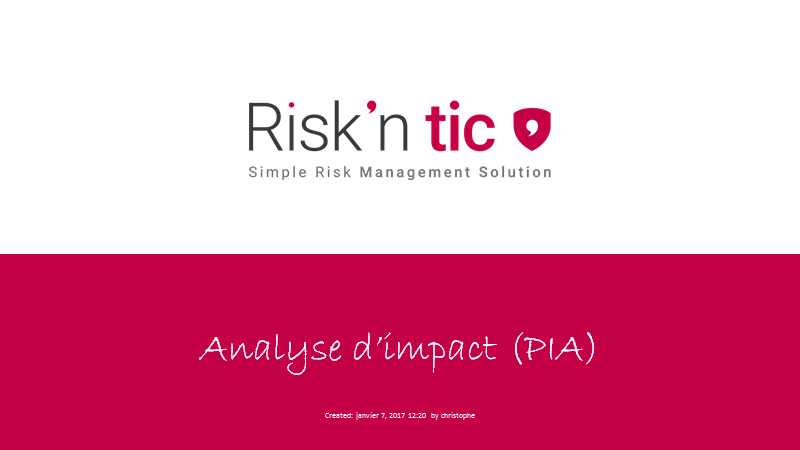 Risk'n tic
Simple Risk Management Solution
Analyse d'impact (PIA)
Created: janvier 7, 2017 12:20 by christophe